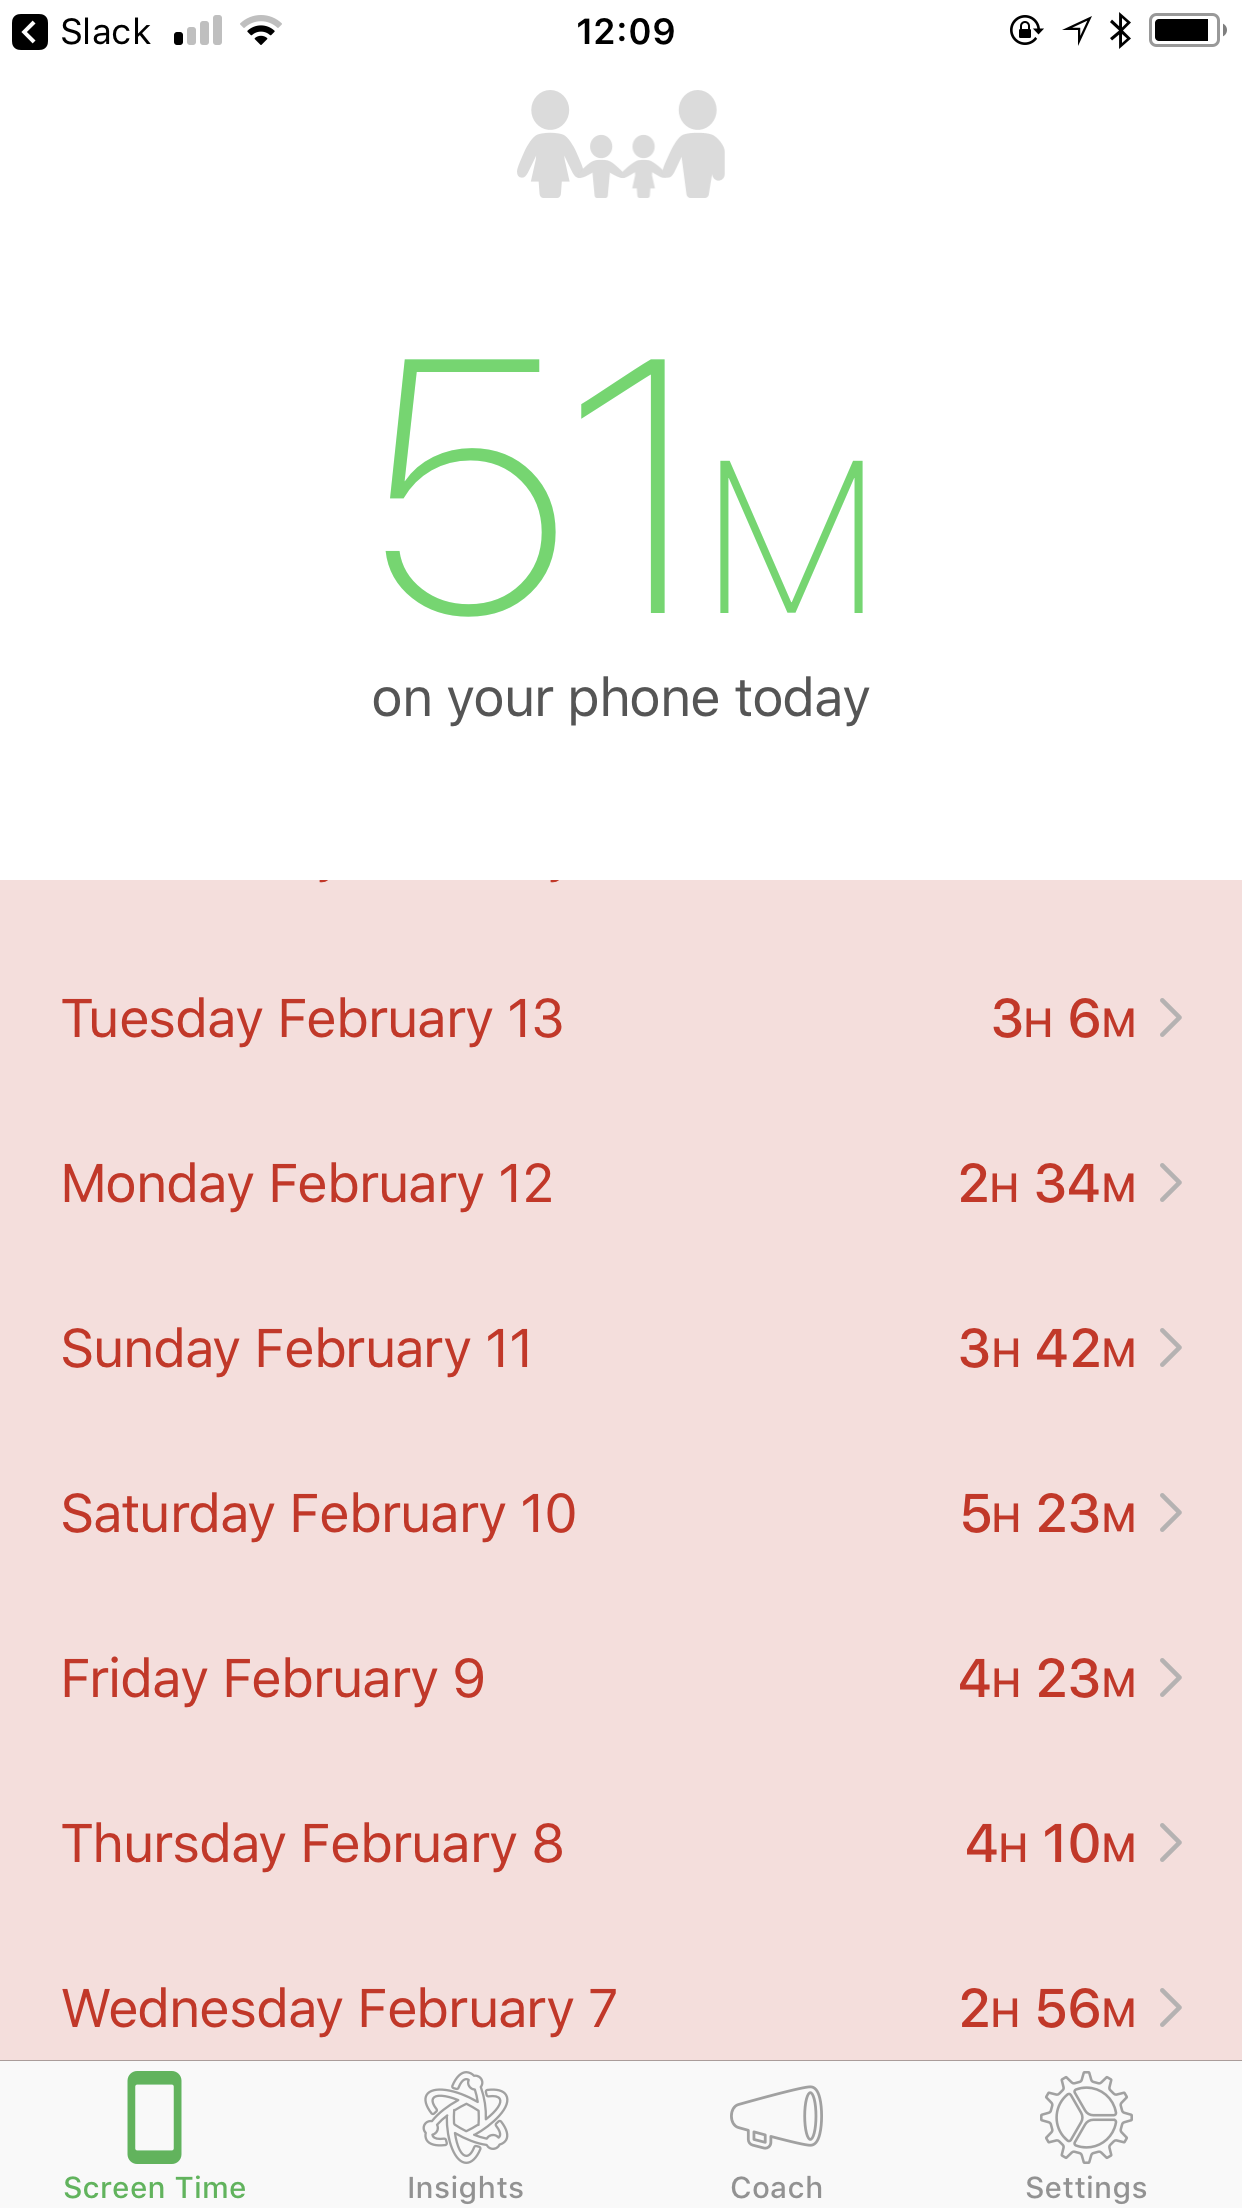 Slack 12:09
51M
on your phone today
Tuesday February 13 3H 6M
Monday February 12 2H 34M
Sunday February 11 3H 42M
Saturday February 10 5H 23M
Friday February 9 4H 23M
Thursday February 8 4H 10M
Wednesday February 7 2H 56M
Screen Time Insights Coach Settings